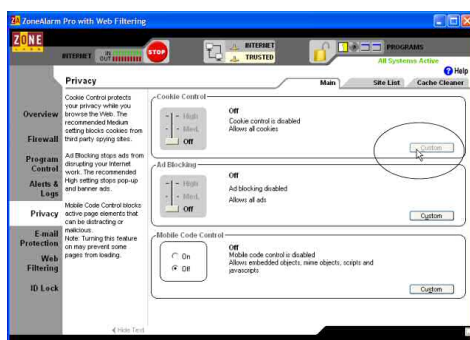 ZoneAlarm Pro with Web Filtering
ZONE
LABS
INTERNET IN OUT STOP INTERNET TRUSTED PROGRAMS
All Systems Active
Help
Privacy Main Site List Cache Cleaner
Overview
Firewall
Program Control
Alerts & Logs
Privacy
E-mail Protection
Web Filtering
ID Lock
Cookie Control protects
your privacy while you
browse the Web. The
recommended Medium
setting blocks cookies from
third party spying sites.
Ad Blocking stops ads from
disrupting your Internet
work. The recommended
High setting stops pop-up
and banner ads.
Mobile Code Control blocks
active page elements that
can be distracting or
malicious.
Note: Turning this feature
on may prevent some
pages from loading.
Hide Text
Cookie Control
High
Med.
Off
Off
Cookie control is disabled
Allows all cookies
Custom
Ad Blocking
High
Med.
Off
Off
Ad blocking disabled
Allows all ads
Custom
Mobile Code Control
On
Off
Off
Mobile code control is disabled
Allows embedded objects, mime objects, scripts and
javascripts
Custom